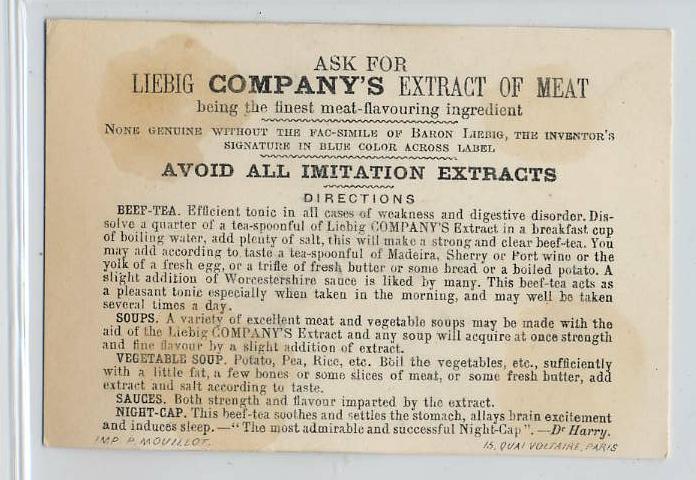 ASK FOR
LIEBIG COMPANY'S EXTRACT OF MEAT
being the finest meat-flavouring ingredient
NONE GENUINE WITHOUT THE FAC-SIMILE OF BARON LIEBIG, THE INVENTOR'S
SIGNATURE IN BLUE COLOR ACROSS LABEL
AVOID ALL IMITATION EXTRACTS
DIRECTIONS
BEEF-TEA. Efficient tonic in all cases of weakness and digestive disorder. Dis-
solve a quarter of a tea-spoonful of Liebig COMPANY'S Extract in a breakfast cup
of boiling water, add plenty of salt, this will make a strong and clear beef-tea. You
may add according to taste a tea-spoonful of Madeira, Sherry or Port wine or the
yolk of a fresh egg, or a trifle of fresh butter or some bread or a boiled potato. A
slight addition of Worcestershire sauce is liked by many. This beef-tea acts as
a pleasant tonic especially when taken in the morning, and may well be taken
several times a day.
SOUPS. A variety of excellent meat and vegetable soups may be made with the
aid of the Liebig COMPANY'S Extract and any soup will acquire at once strength
and fine flavour by a slight addition of extract.
VEGETABLE SOUP. Potato, Pea, Rice, etc. Boil the vegetables, etc., sufficiently
with a little fat, a few bones or some slices of meat, or some fresh butter, add
extract and salt according to taste.
SAUCES. Both strength and flavour imparted by the extract.
NIGHT-CAP. This beef-tea soothes and settles the stomach, allays brain excitement
and induces sleep. — "The most admirable and successful Night-Cap". — Dr Harry.
IMP. P. MOUILLOT. 15, QUAI VOLTAIRE, PARIS